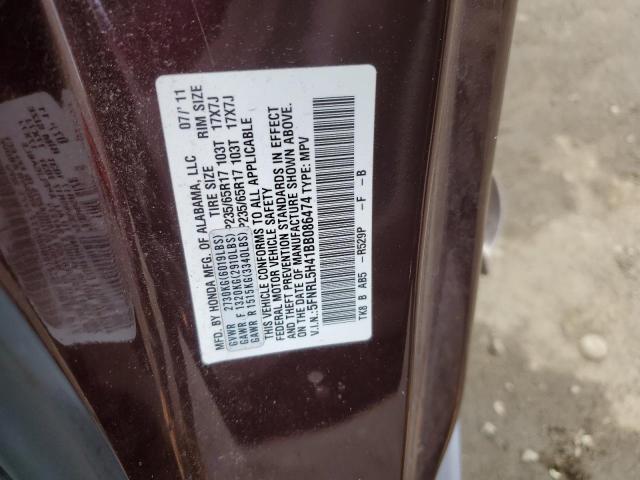 MFD. BY HONDA MFG. OF ALABAMA, LLC 07/'11
TIRE SIZE RIM SIZE
GVWR 2730KG(6019LBS)
GAWR F 1320KG(2910LBS) P235/65R17 103T 17X7J
GAWR R 1515KG(3340LBS) P235/65R17 103T 17X7J
THIS VEHICLE CONFORMS TO ALL APPLICABLE
FEDERAL MOTOR VEHICLE SAFETY
AND THEFT PREVENTION STANDARDS IN EFFECT
ON THE DATE OF MANUFACTURE SHOWN ABOVE.
V.I.N.:5FNRL5H41BB086474 TYPE: MPV
TK8 B AB5 -R529P -F -B